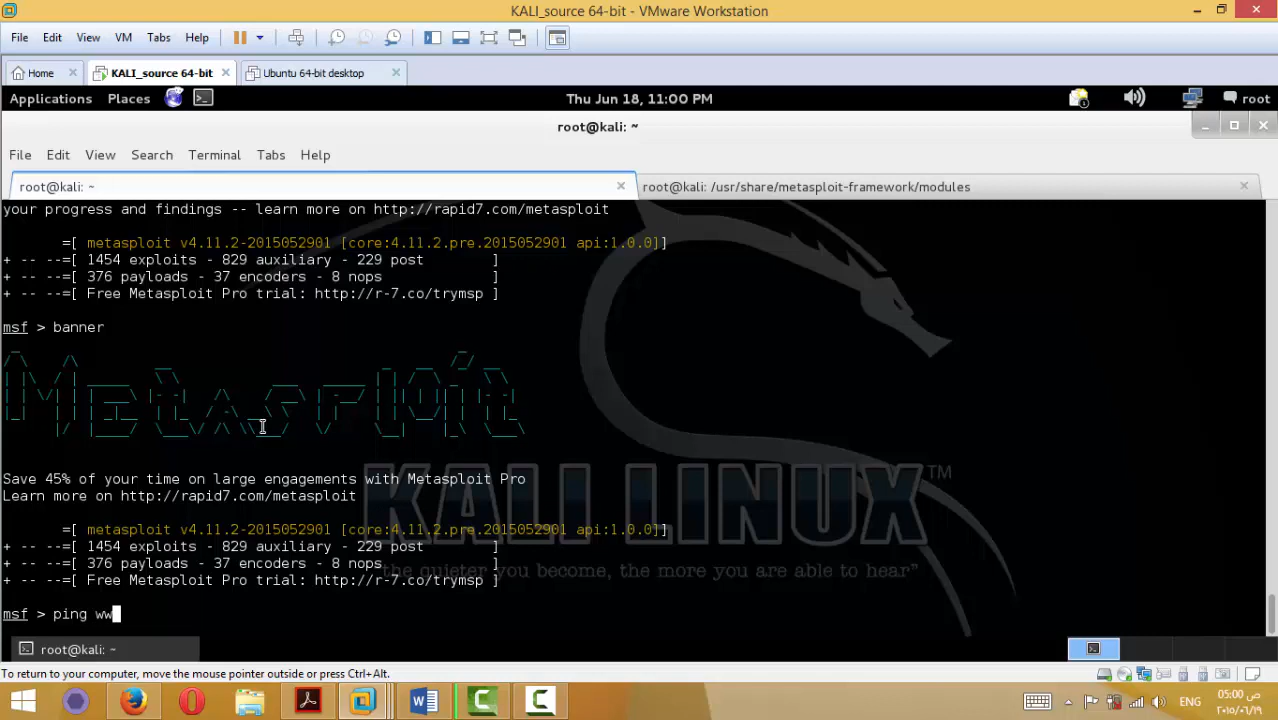 KALI_source 64-bit - VMware Workstation
File Edit View VM Tabs Help
Home KALI_source 64-bit Ubuntu 64-bit desktop
Applications Places Thu Jun 18, 11:00 PM root
root@kali: ~
File Edit View Search Terminal Tabs Help
root@kali: ~ root@kali: /usr/share/metasploit-framework/modules
your progress and findings -- learn more on http://rapid7.com/metasploit
=[ metasploit v4.11.2-2015052901 [core:4.11.2.pre.2015052901 api:1.0.0]]
+ -- --=[ 1454 exploits - 829 auxiliary - 229 post ]
+ -- --=[ 376 payloads - 37 encoders - 8 nops ]
+ -- --=[ Free Metasploit Pro trial: http://r-7.co/trymsp ]
msf > banner
Metasploit
Save 45% of your time on large engagements with Metasploit Pro
Learn more on http://rapid7.com/metasploit
KALI LINUX™
=[ metasploit v4.11.2-2015052901 [core:4.11.2.pre.2015052901 api:1.0.0]]
+ -- --=[ 1454 exploits - 829 auxiliary - 229 post ]
+ -- --=[ 376 payloads - 37 encoders - 8 nops ]
"the quieter you become, the more you are able to hear"
+ -- --=[ Free Metasploit Pro trial: http://r-7.co/trymsp ]
msf > ping ww
root@kali: ~
To return to your computer, move the mouse pointer outside or press Ctrl+Alt.
ENG 05:00 ص
٢٠١٥/٠٦/١٩